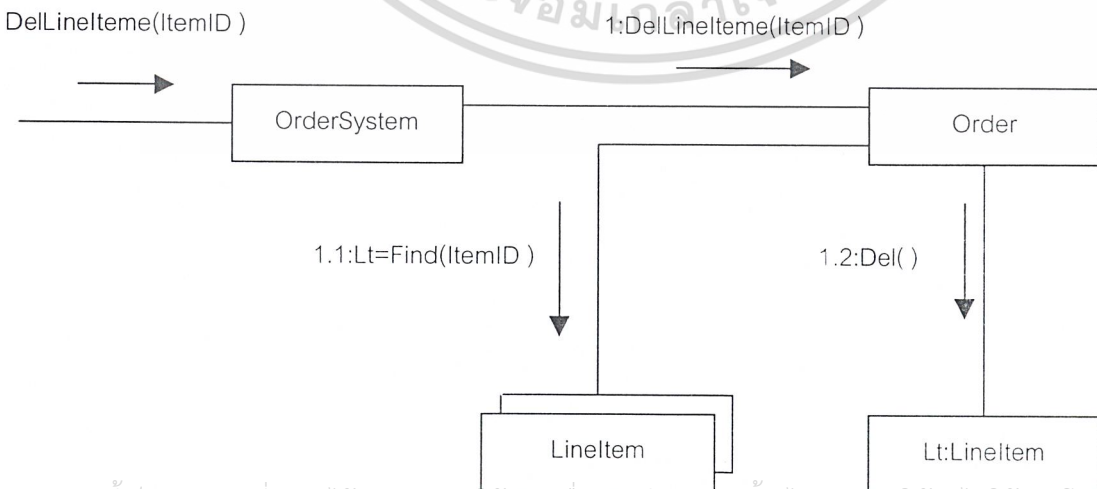 DelLineIteme(ItemID )
1:DelLineIteme(ItemID )
OrderSystem
Order
1.1:Lt=Find(ItemID )
1.2:Del( )
LineItem
Lt:LineItem